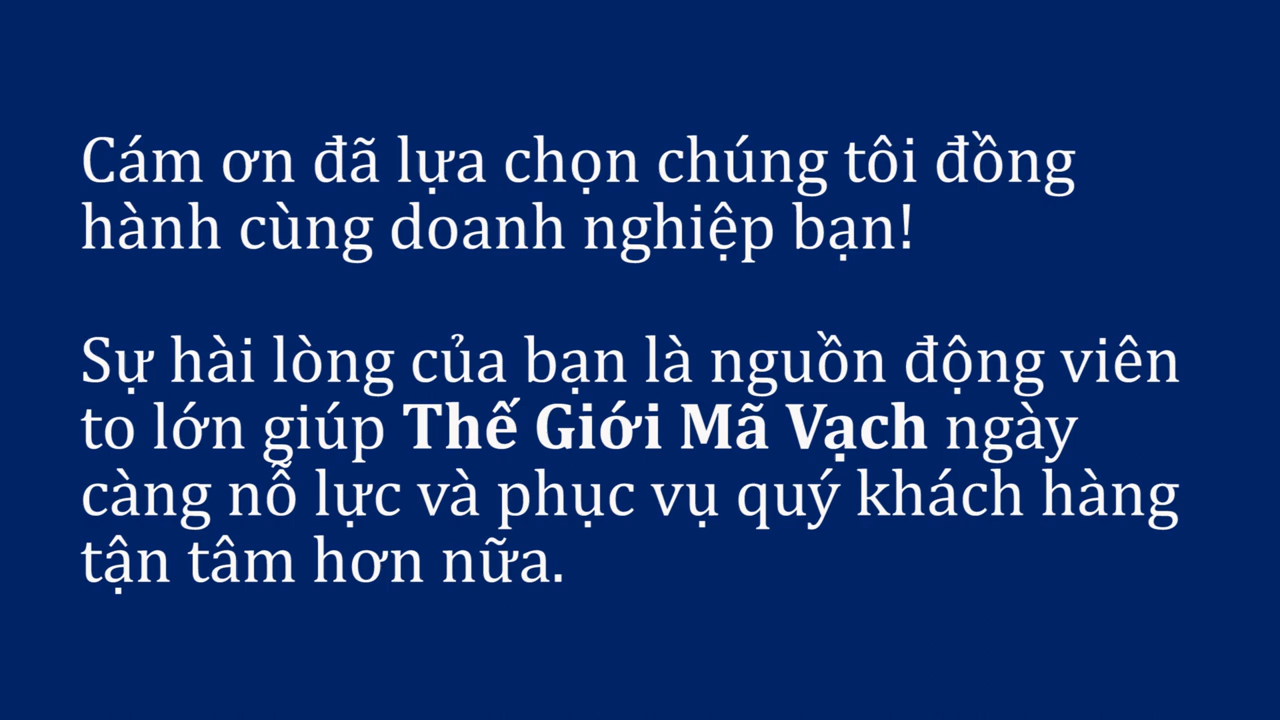 Cám ơn đã lựa chọn chúng tôi đồng
hành cùng doanh nghiệp bạn!
Sự hài lòng của bạn là nguồn động viên
to lớn giúp Thế Giới Mã Vạch ngày
càng nỗ lực và phục vụ quý khách hàng
tận tâm hơn nữa.